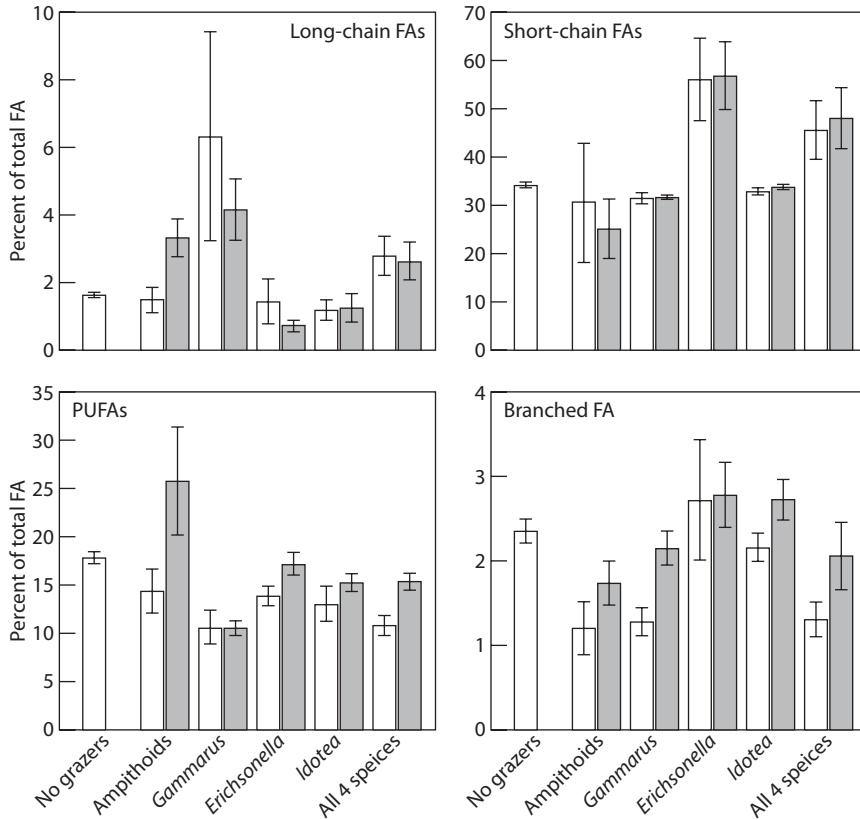 Long-chain FAs
Percent of total FA
10
8
6
4
2
0
Short-chain FAs
70
60
50
40
30
20
10
0
PUFAs
Percent of total FA
35
30
25
20
15
10
5
0
Branched FA
4
3
2
1
0
No grazers
Ampithoids
Gammarus
Erichsonella
Idotea
All 4 speices
No grazers
Ampithoids
Gammarus
Erichsonella
Idotea
All 4 speices